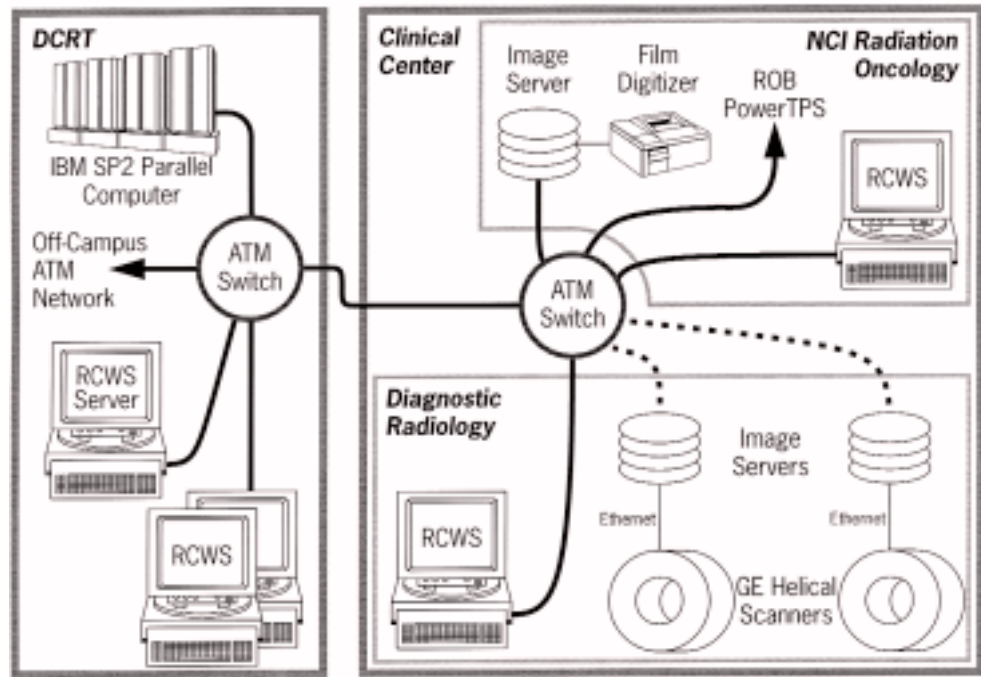 DCRT
IBM SP2 Parallel
Computer
Off-Campus
ATM
Network
ATM
Switch
RCWS
Server
RCWS
Clinical
Center
NCI Radiation
Oncology
Image
Server
Film
Digitizer
ROB
PowerTPS
RCWS
ATM
Switch
Diagnostic
Radiology
RCWS
Image
Servers
Ethernet
Ethernet
GE Helical
Scanners